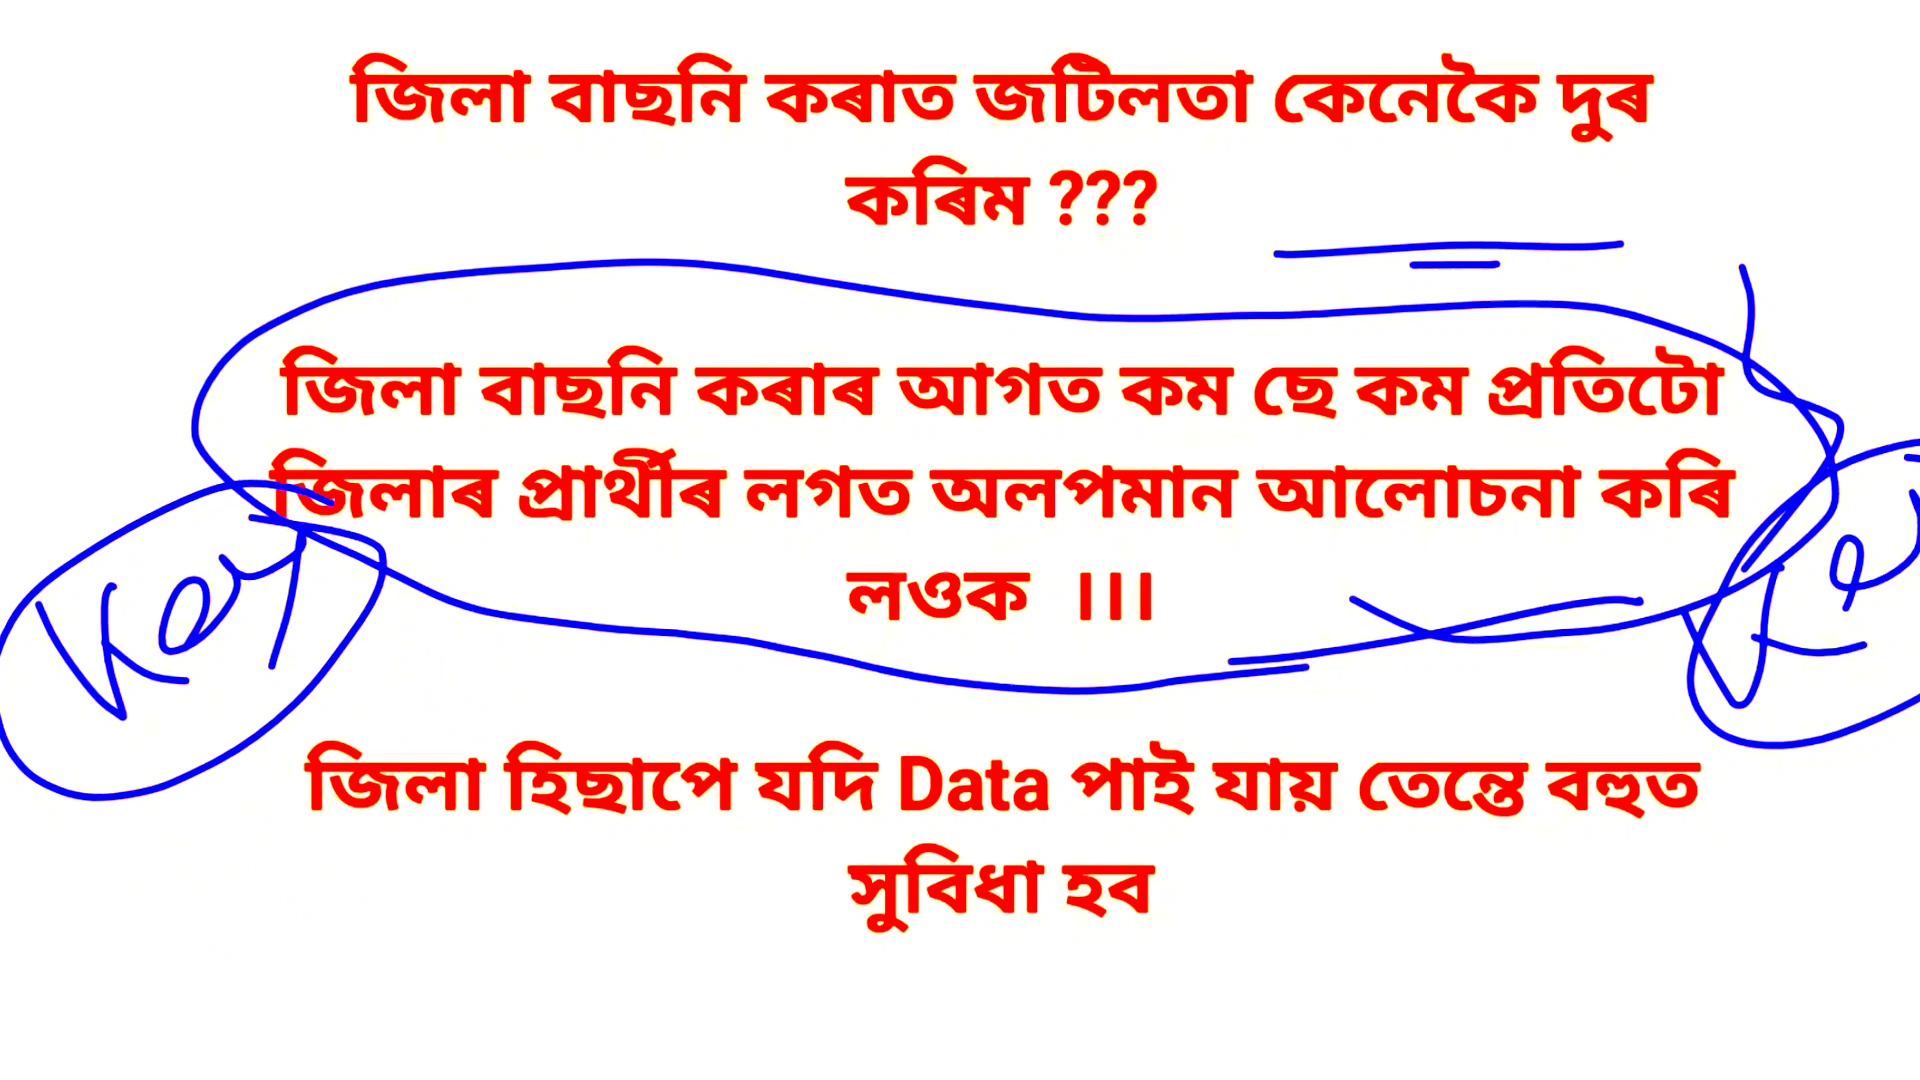 জিলা বাছনি কৰাত জটিলতা কেনেকৈ দুৰ
কৰিম ???
জিলা বাছনি কৰাৰ আগত কম ছে কম প্ৰতিটো
জিলাৰ প্ৰাৰ্থীৰ লগত অলপমান আলোচনা কৰি
লওক ।।।
Key
জিলা হিছাপে যদি Data পাই যায় তেন্তে বহুত
সুবিধা হব